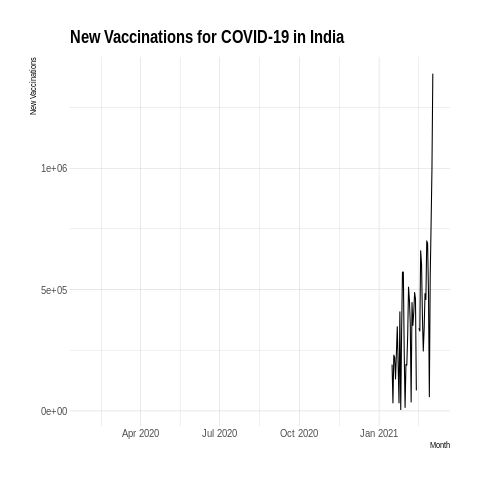 New Vaccinations for COVID-19 in India
New Vaccinations
1e+06
5e+05
0e+00
Apr 2020 Jul 2020 Oct 2020 Jan 2021
Month